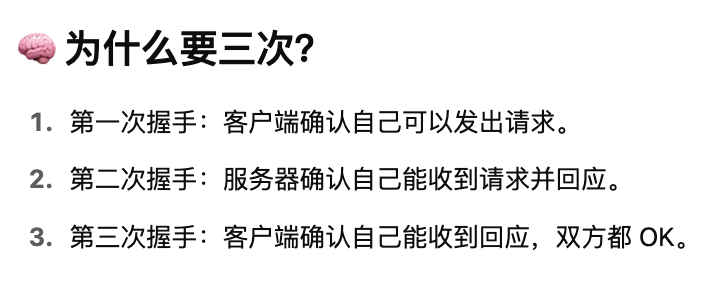 🧠 为什么要三次？
1. 第一次握手：客户端确认自己可以发出请求。
2. 第二次握手：服务器确认自己能收到请求并回应。
3. 第三次握手：客户端确认自己能收到回应，双方都 OK。